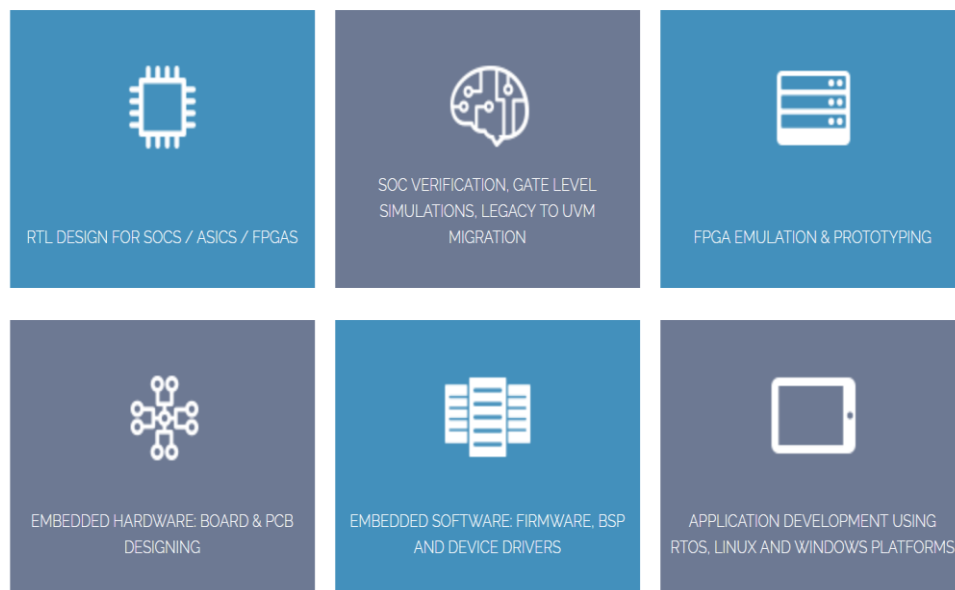 RTL DESIGN FOR SOCS / ASICS / FPGAS
SOC VERIFICATION, GATE LEVEL
SIMULATIONS, LEGACY TO UVM
MIGRATION
FPGA EMULATION & PROTOTYPING
EMBEDDED HARDWARE: BOARD & PCB
DESIGNING
EMBEDDED SOFTWARE: FIRMWARE, BSP
AND DEVICE DRIVERS
APPLICATION DEVELOPMENT USING
RTOS, LINUX AND WINDOWS PLATFORMS